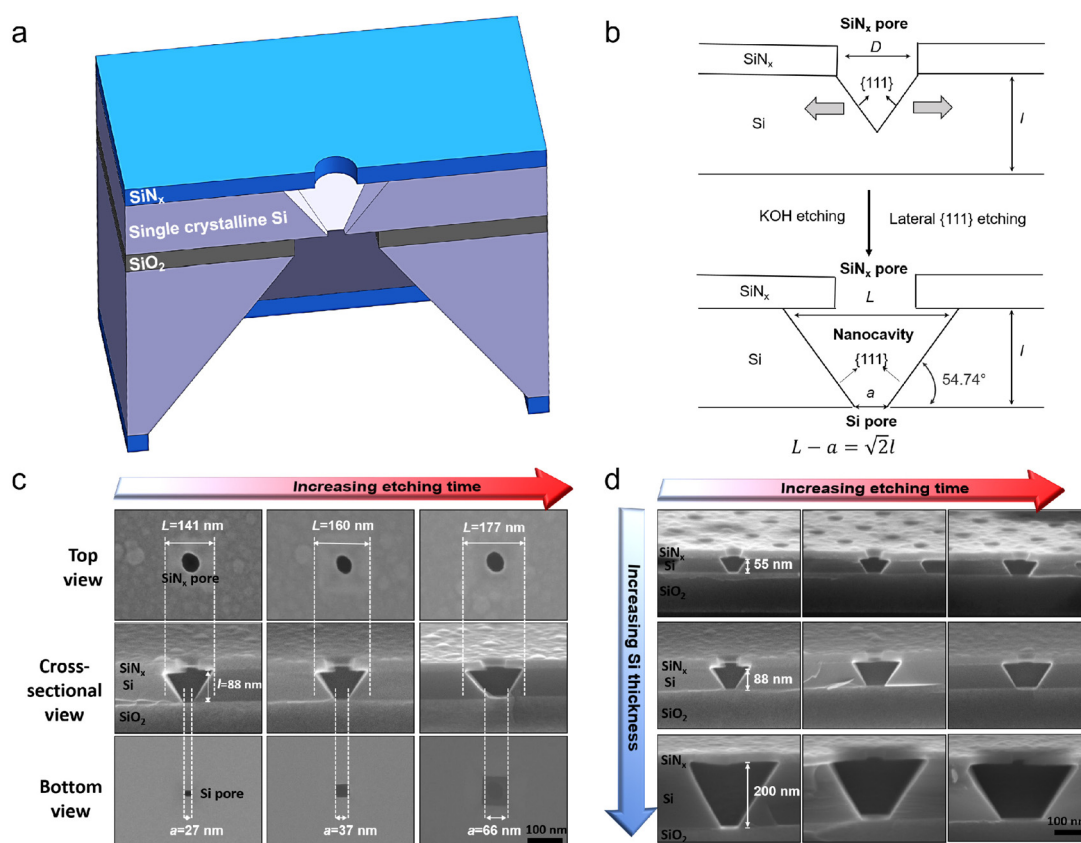 a
SiNₓ
Single crystalline Si
SiO₂
b
SiNₓ pore
SiNₓ
D
{111}
Si
l
KOH etching
Lateral {111} etching
SiNₓ pore
SiNₓ
L
Nanocavity
Si
{111}
l
54.74°
a
Si pore
L − a = √2l
c
Increasing etching time
Top view
L=141 nm
L=160 nm
L=177 nm
SiNₓ pore
Cross-sectional view
SiNₓ
Si
l=88 nm
SiO₂
Bottom view
Si pore
a=27 nm
a=37 nm
a=66 nm
100 nm
d
Increasing etching time
Increasing Si thickness
SiNₓ
Si
55 nm
SiO₂
SiNₓ
Si
88 nm
SiO₂
SiNₓ
Si
200 nm
SiO₂
100 nm